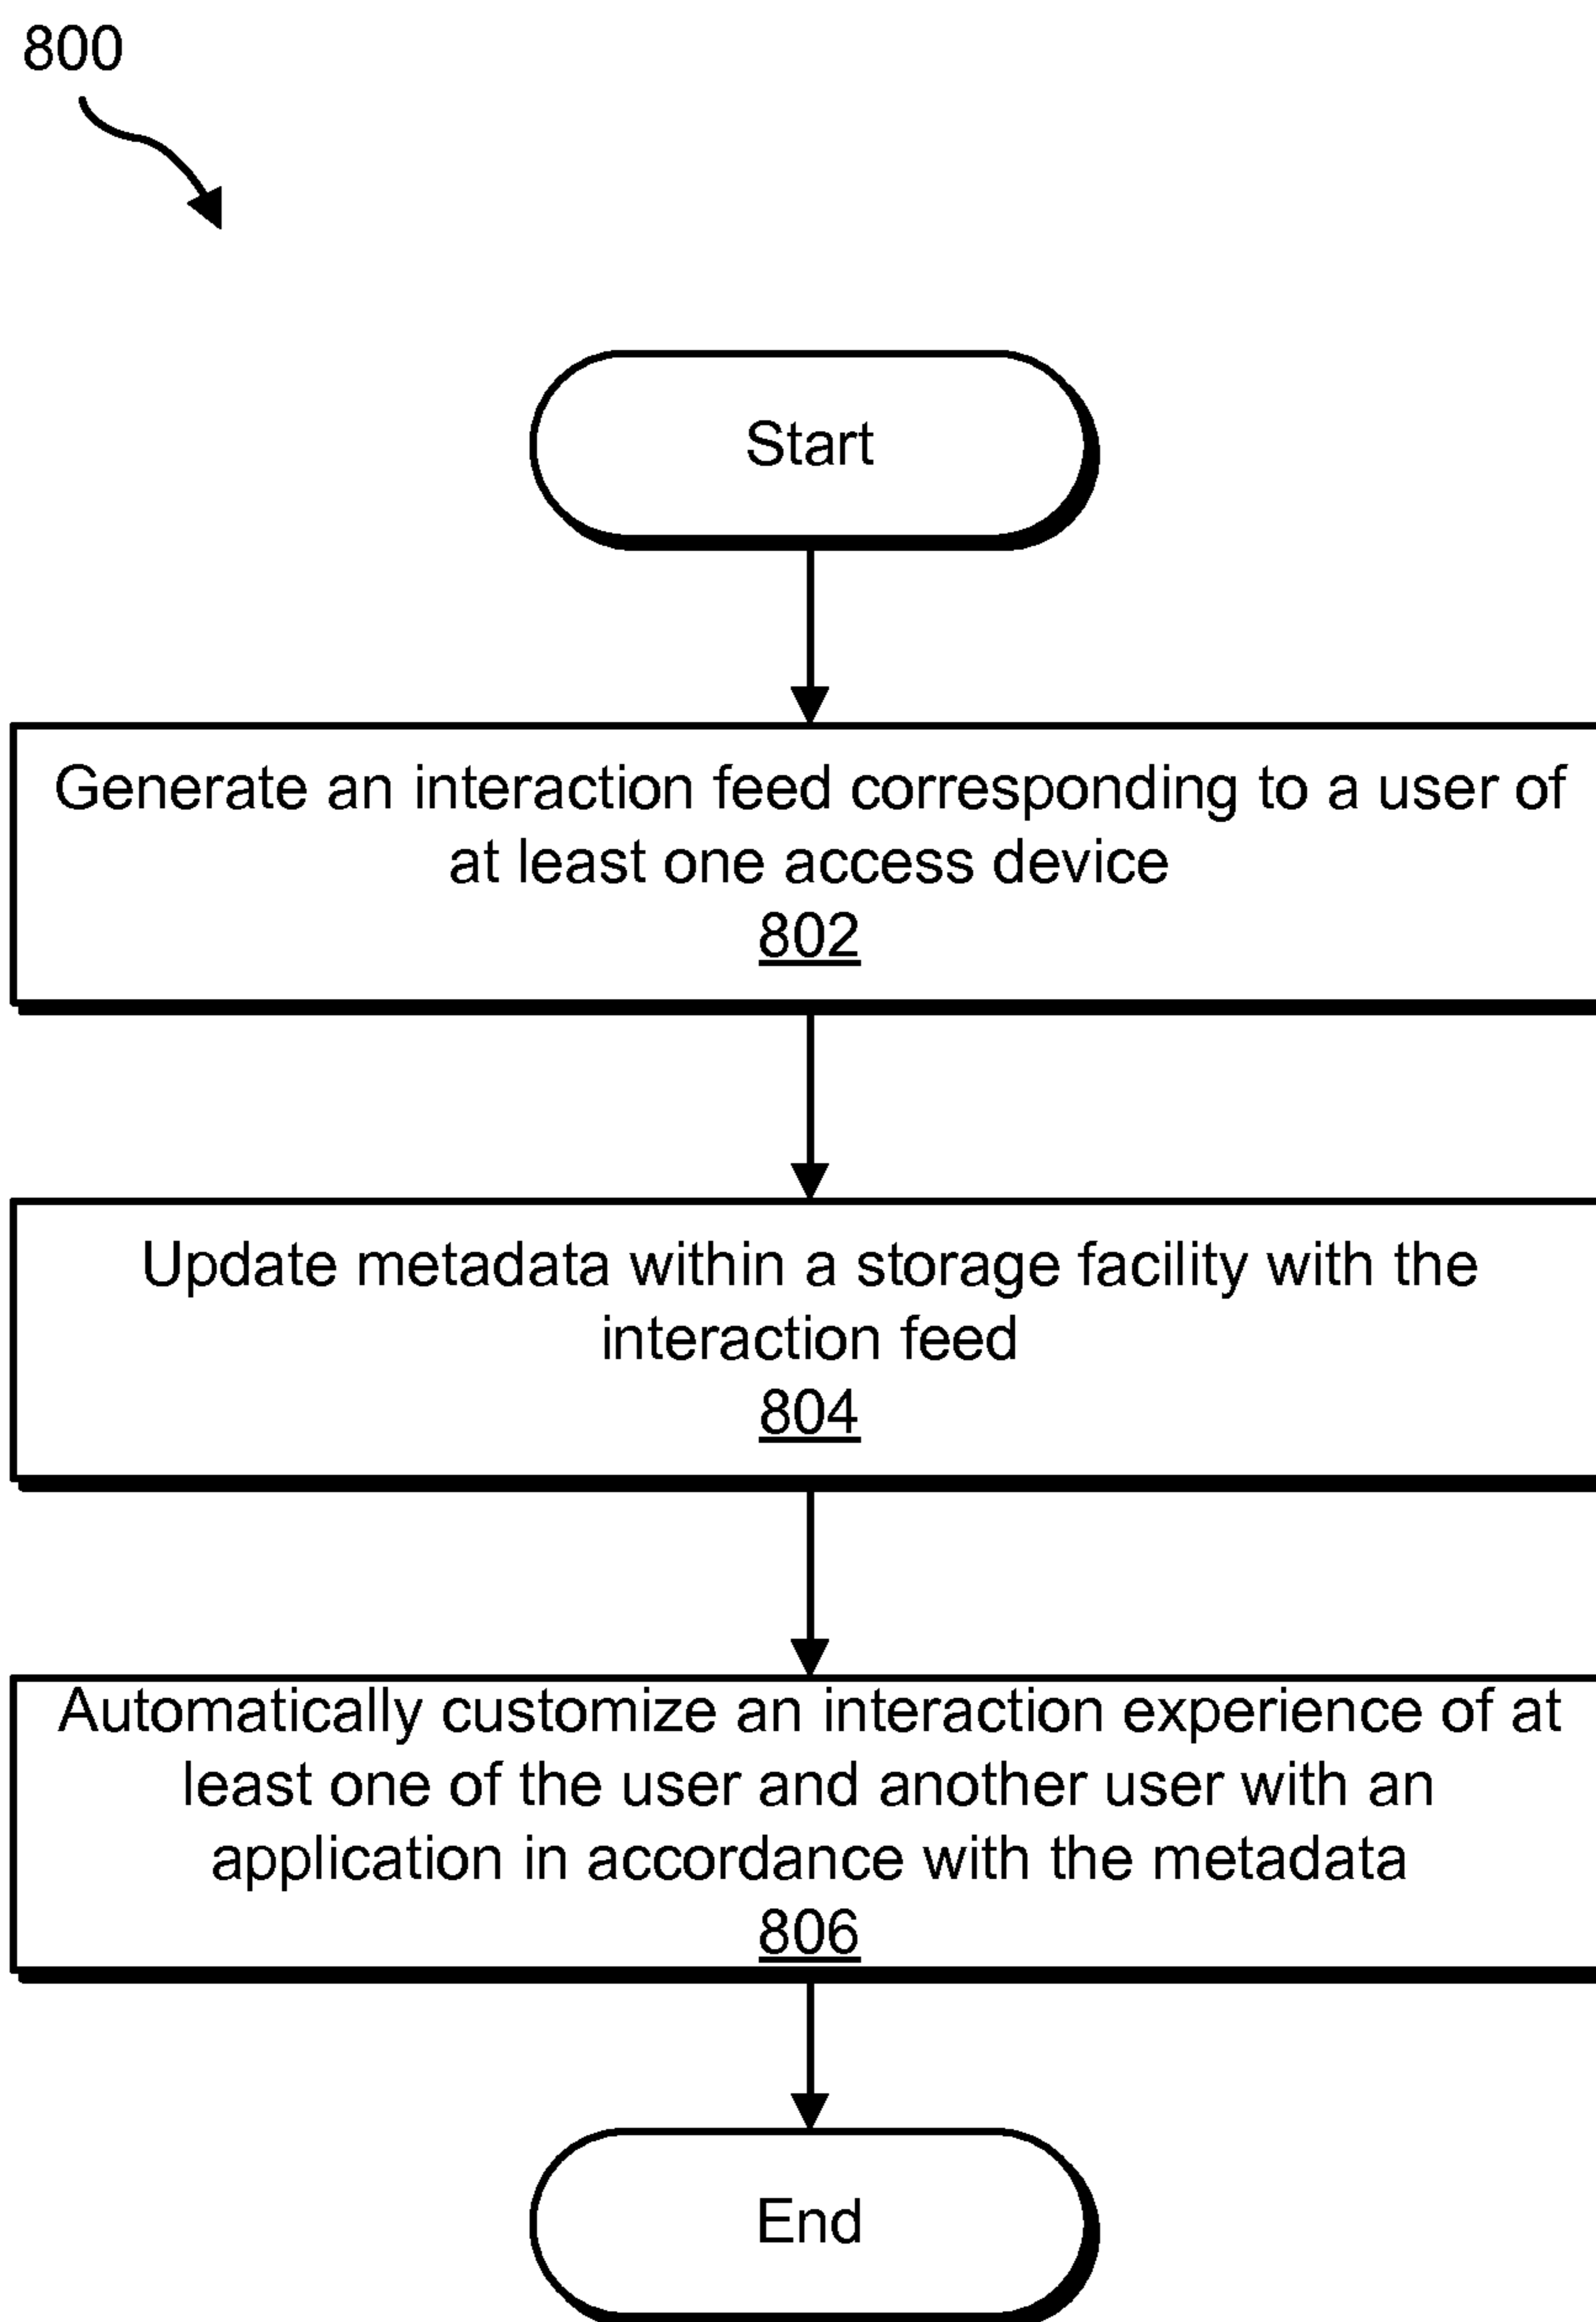 800
Start
Generate an interaction feed corresponding to a user of
at least one access device
802
Update metadata within a storage facility with the
interaction feed
804
Automatically customize an interaction experience of at
least one of the user and another user with an
application in accordance with the metadata
806
End